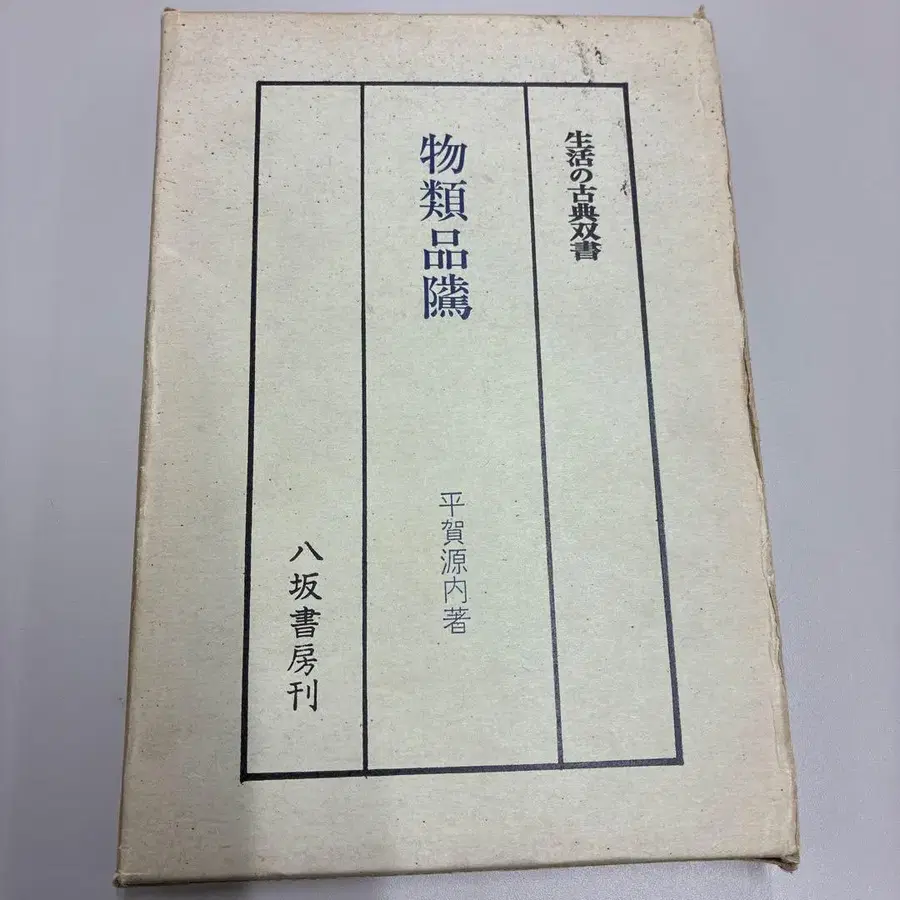 生活の古典双書
物類品隲
平賀源内著
八坂書房刊